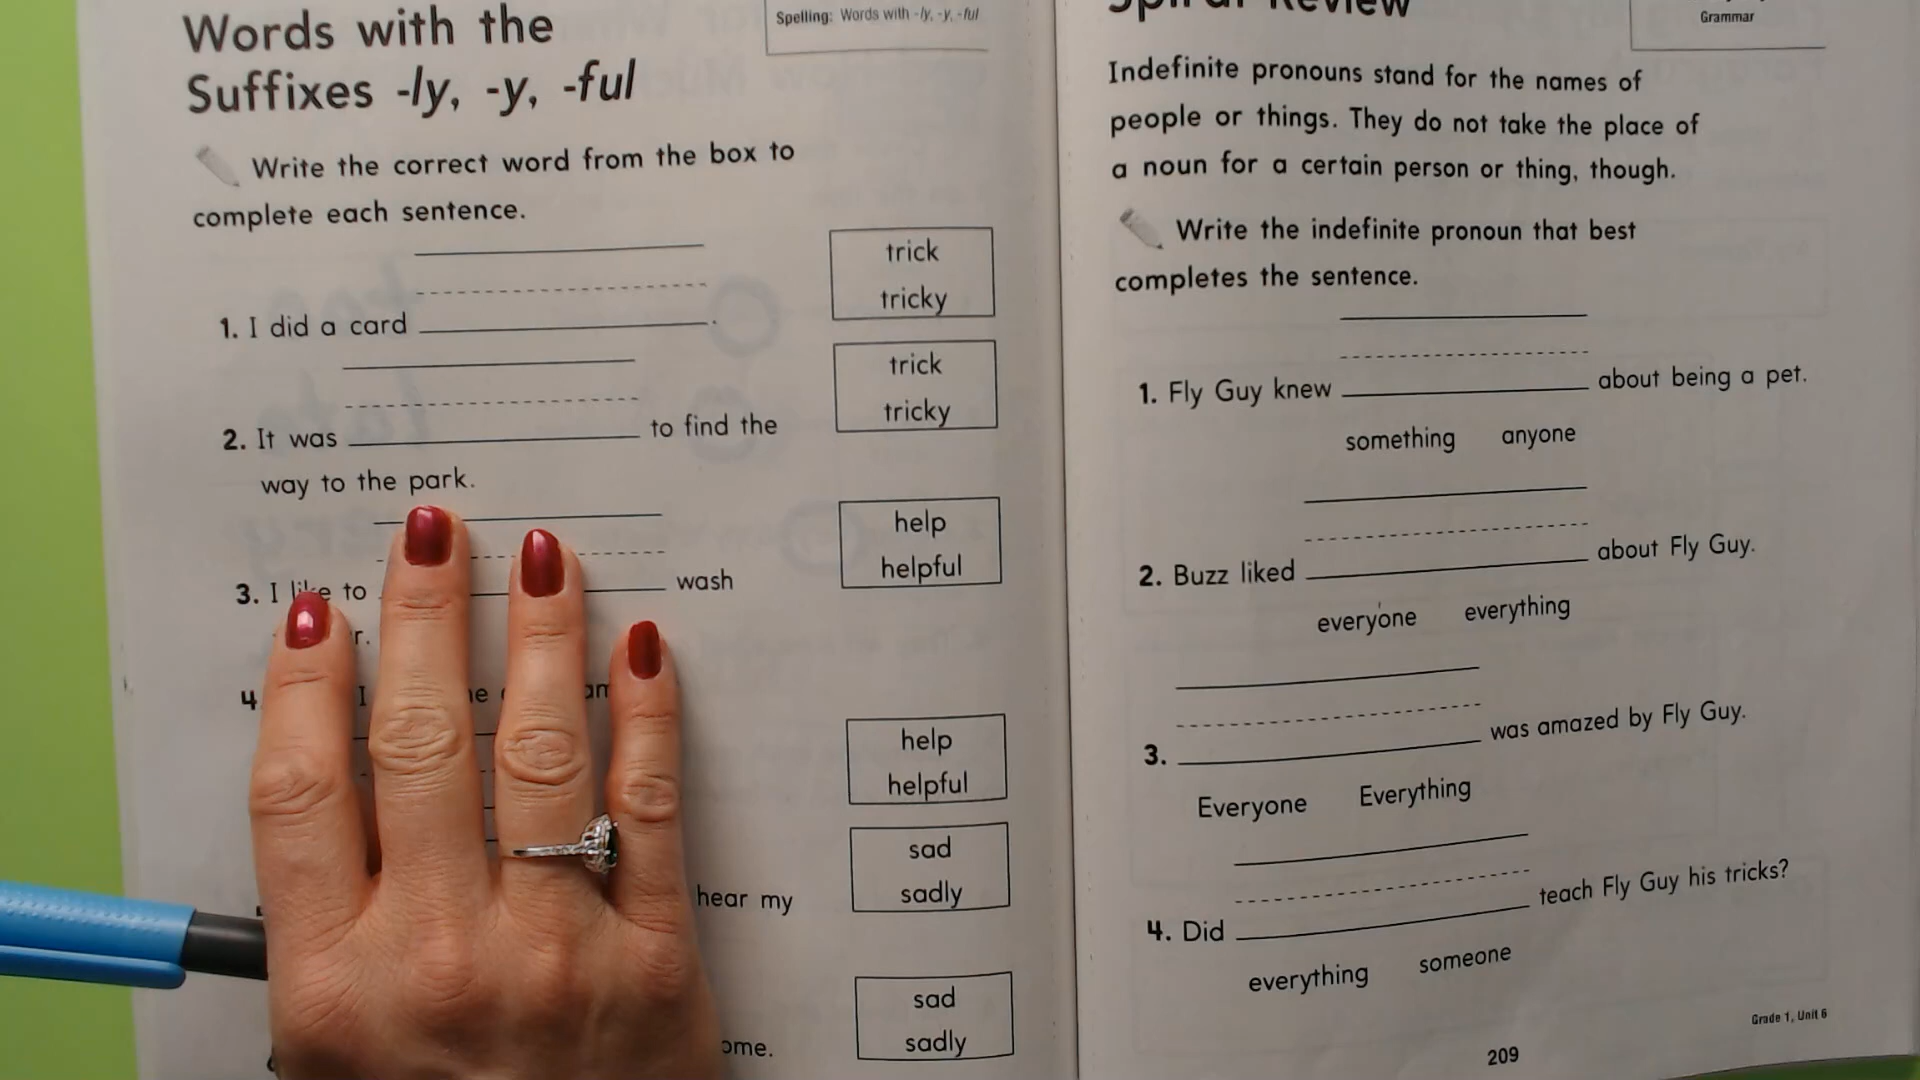 Words with the
Suffixes -ly, -y, -ful
Spelling: Words with -ly, -y, -ful
Write the correct word from the box to
complete each sentence.
1. I did a card .
trick
tricky
2. It was to find the
way to the park.
trick
tricky
3. I like to wash
help
helpful
4. I
help
helpful
hear my
sad
sadly
sad
sadly
Spiral Review
Grammar
Indefinite pronouns stand for the names of
people or things. They do not take the place of
a noun for a certain person or thing, though.
Write the indefinite pronoun that best
completes the sentence.
1. Fly Guy knew about being a pet.
something anyone
2. Buzz liked about Fly Guy.
everyone everything
3. was amazed by Fly Guy.
Everyone Everything
4. Did teach Fly Guy his tricks?
everything someone
Grade 1, Unit 6
209